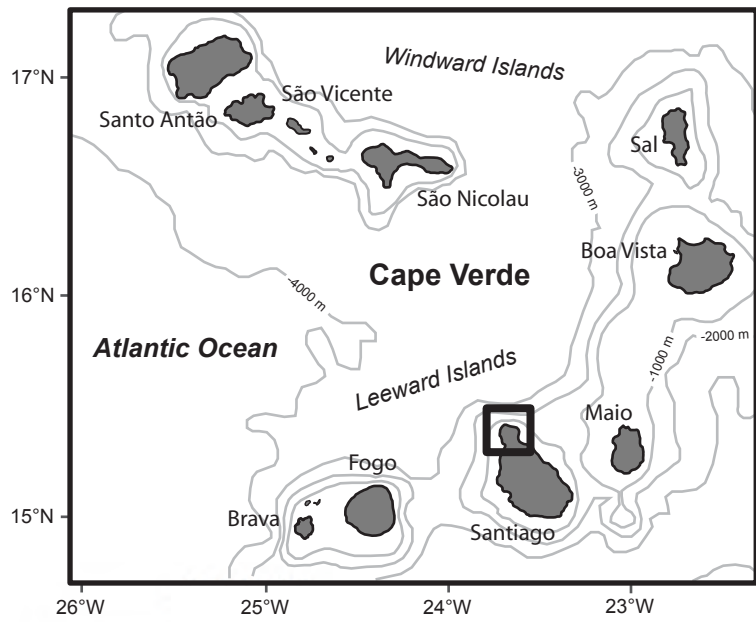 17°N
Windward Islands
São Vicente
Santo Antão
Sal
São Nicolau
-3000 m
Boa Vista
16°N
Cape Verde
-4000 m
-2000 m
Atlantic Ocean
-1000 m
Leeward Islands
Maio
Fogo
15°N
Brava
Santiago
26°W 25°W 24°W 23°W